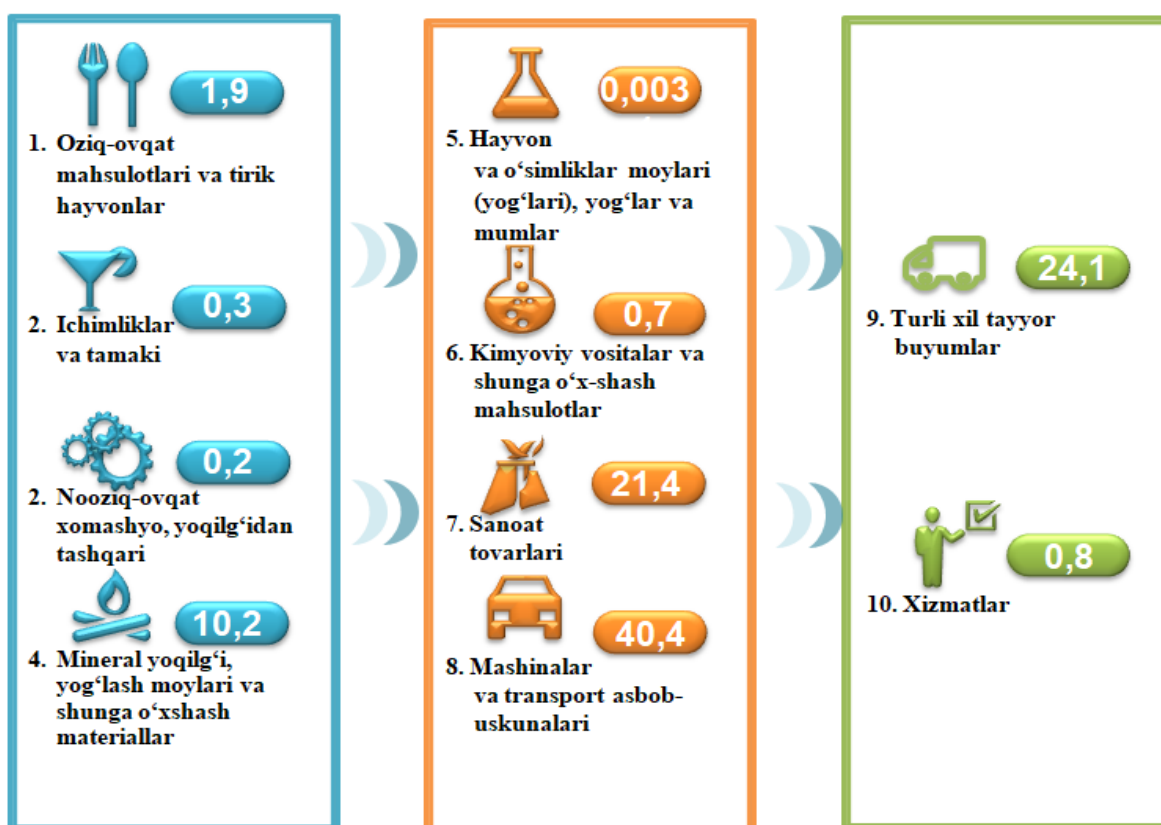 1,9
1. Oziq-ovqat
mahsulotlari va tirik
hayvonlar
0,3
2. Ichimliklar
va tamaki
0,2
2. Nooziq-ovqat
xomashyo, yoqilg‘idan
tashqari
10,2
4. Mineral yoqilg‘i,
yog‘lash moylari va
shunga o‘xshash
materiallar
0,003
5. Hayvon
va o‘simliklar moylari
(yog‘lari), yog‘lar va
mumlar
0,7
6. Kimyoviy vositalar va
shunga o‘x-shash
mahsulotlar
21,4
7. Sanoat
tovarlari
40,4
8. Mashinalar
va transport asbob-
uskunalari
24,1
9. Turli xil tayyor
buyumlar
0,8
10. Xizmatlar